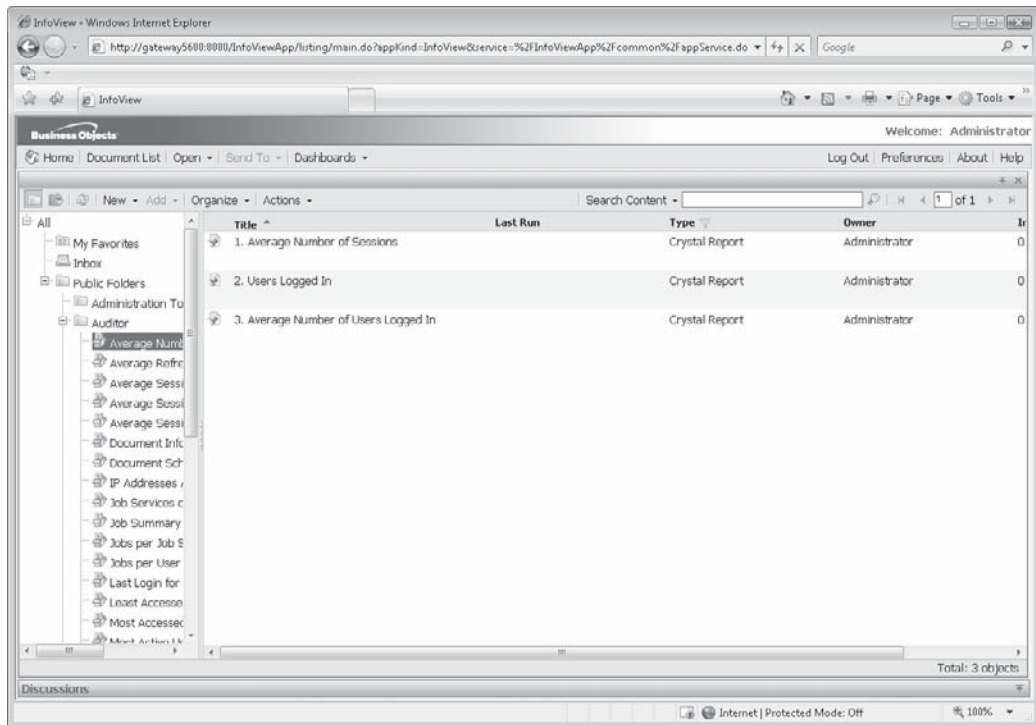 InfoView - Windows Internet Explorer
http://gateway5600:8080/InfoViewApp/listing/main.do?appKind=InfoView&service=%2FInfoViewApp%2Fcommon%2FappService.do
Google
InfoView
Page Tools
Business Objects
Welcome: Administrator
Home Document List Open Send To Dashboards
Log Out Preferences About Help
New Add Organize Actions
Search Content
1 of 1
All
My Favorites
Inbox
Public Folders
Administration To
Auditor
Average Numb
Average Refre
Average Sessi
Average Sessi
Average Sessi
Document Info
Document Sch
IP Addresses
Job Services c
Job Summary
Jobs per Job S
Jobs per User
Last Login for
Least Accesse
Most Accessed
Title Last Run Type Owner
1. Average Number of Sessions Crystal Report Administrator 0
2. Users Logged In Crystal Report Administrator 0
3. Average Number of Users Logged In Crystal Report Administrator 0
Total: 3 objects
Discussions
Internet | Protected Mode: Off
100%